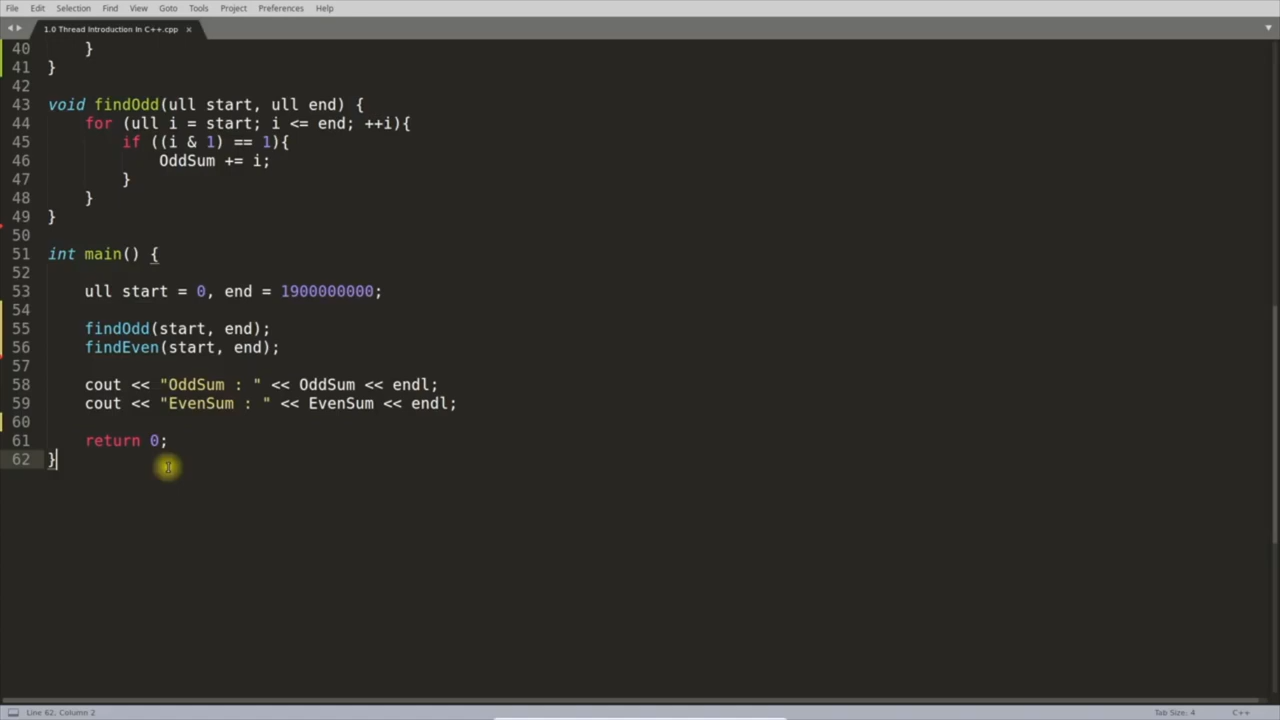 File Edit Selection Find View Goto Tools Project Preferences Help
1.0 Thread Introduction In C++.cpp ×
40     }
41 }
42
43 void findOdd(ull start, ull end) {
44     for (ull i = start; i <= end; ++i){
45         if ((i & 1) == 1){
46             OddSum += i;
47         }
48     }
49 }
50
51 int main() {
52
53     ull start = 0, end = 1900000000;
54
55     findOdd(start, end);
56     findEven(start, end);
57
58     cout << "OddSum : " << OddSum << endl;
59     cout << "EvenSum : " << EvenSum << endl;
60
61     return 0;
62 }
Line 62, Column 2 Tab Size: 4 C++